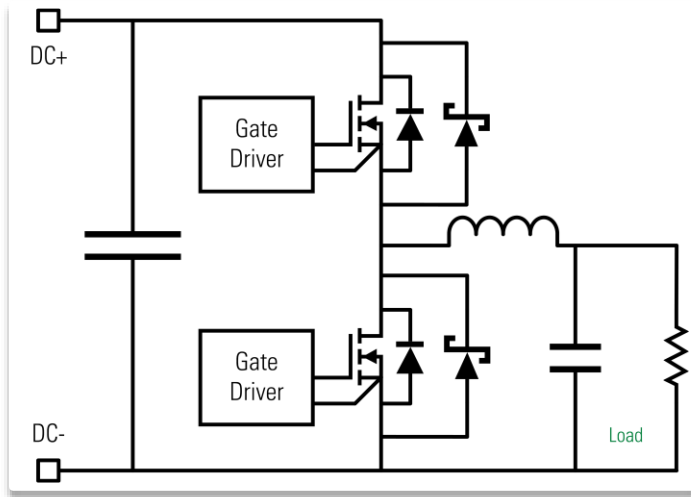 DC+
Gate
Driver
Gate
Driver
DC-
Load